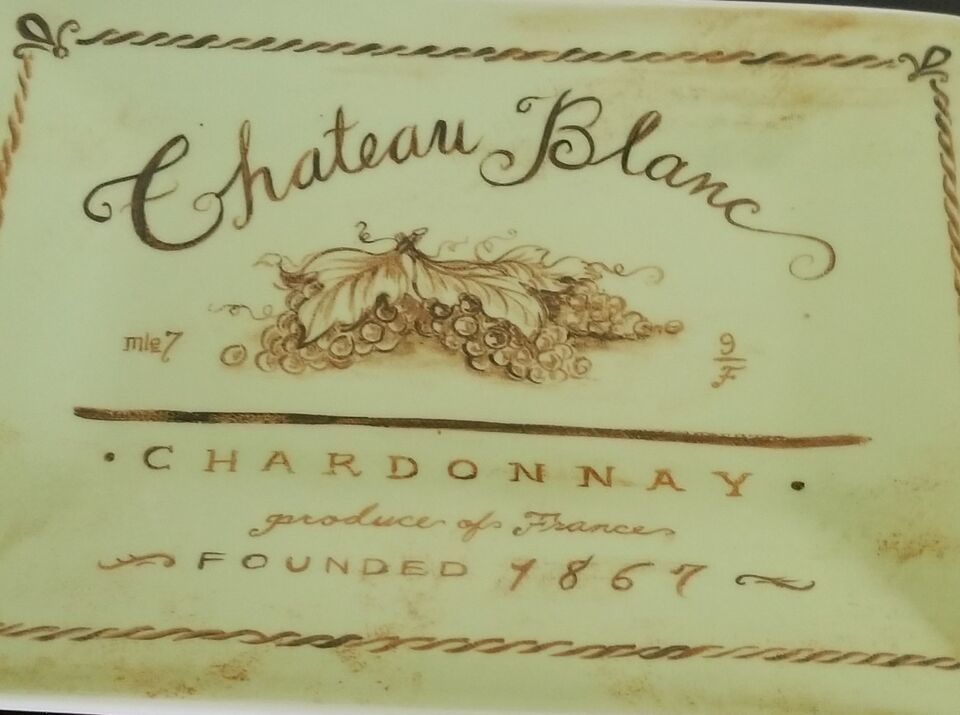 Chateau Blanc
mle7
9
F
• CHARDONNAY •
produce of France
FOUNDED 1867